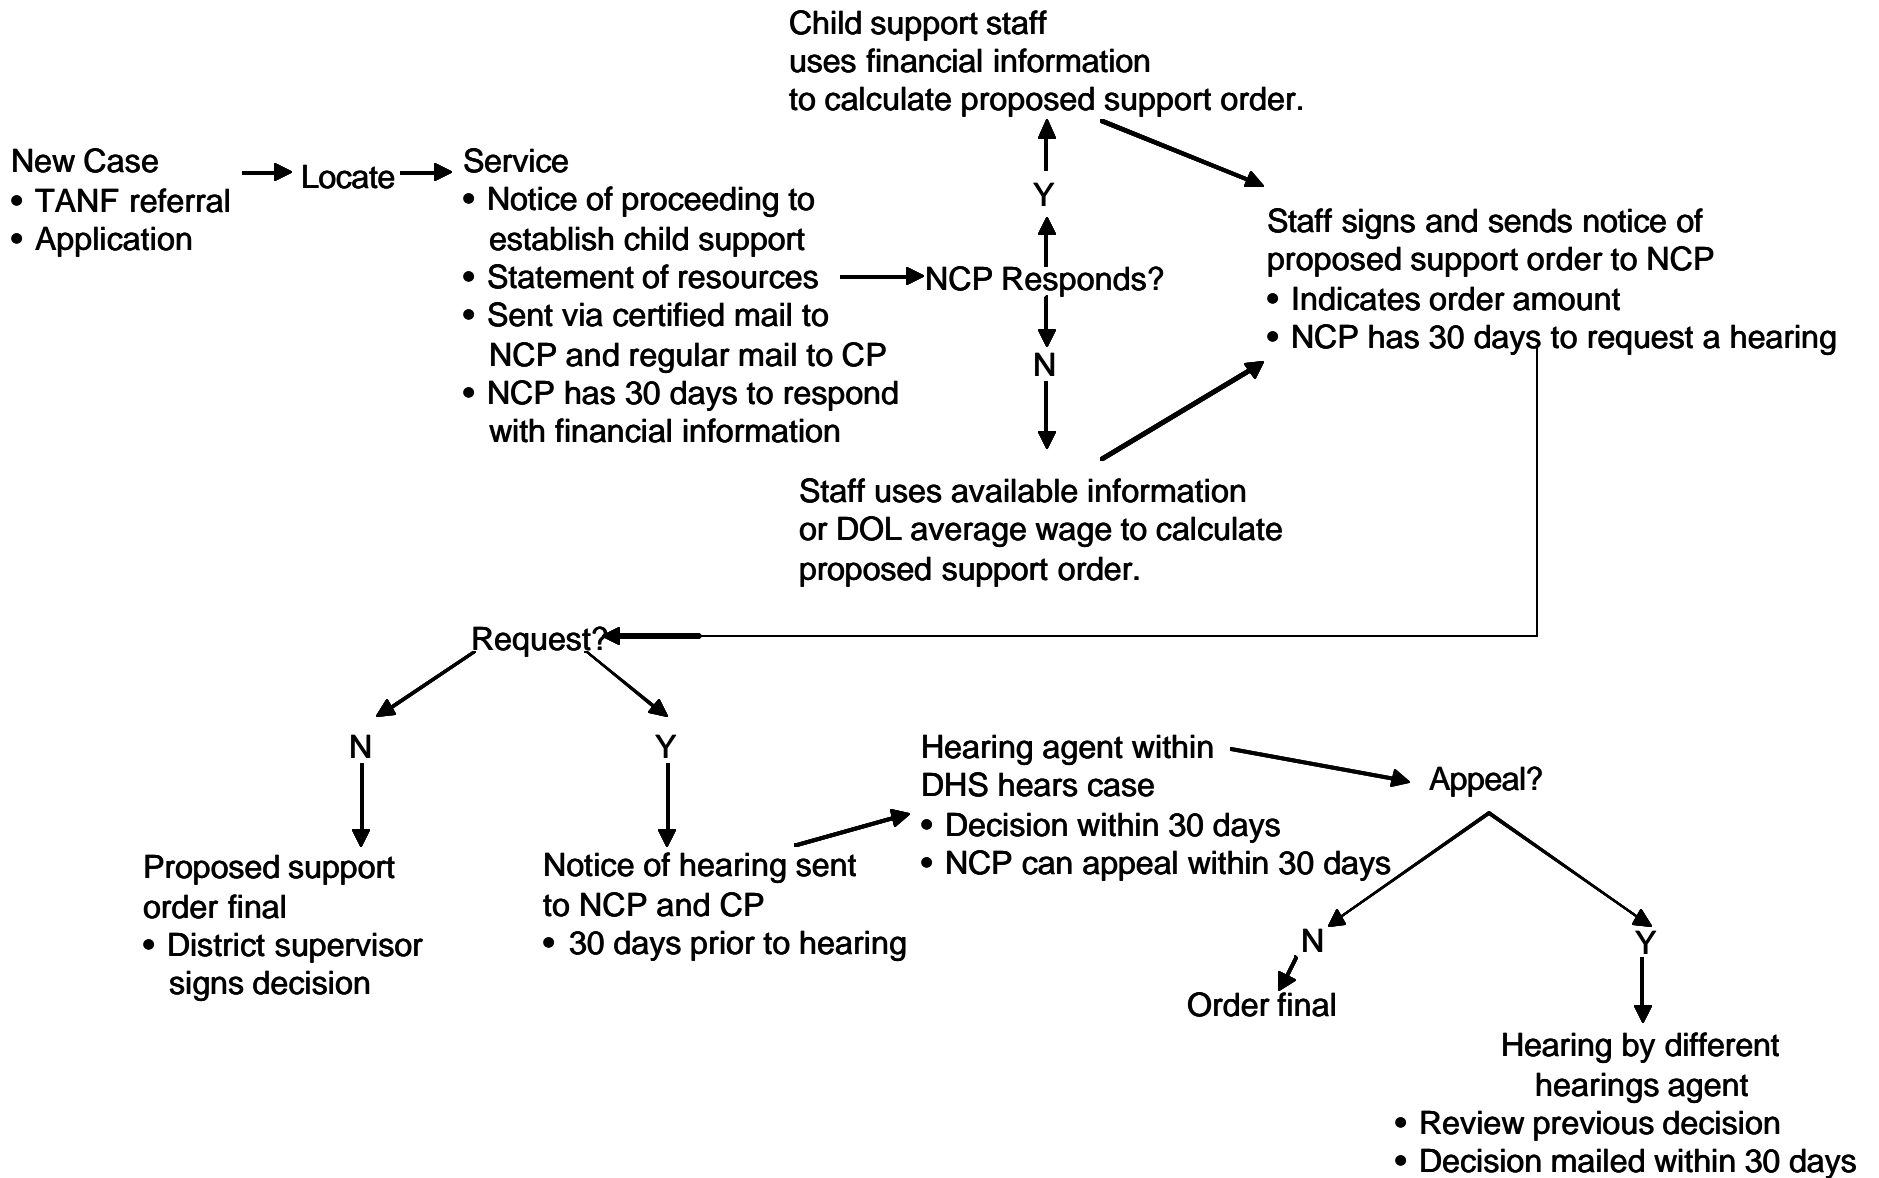 Child support staff
uses financial information
to calculate proposed support order.
New Case
• TANF referral
• Application
Locate
Service
• Notice of proceeding to
establish child support
• Statement of resources
• Sent via certified mail to
NCP and regular mail to CP
• NCP has 30 days to respond
with financial information
Y
NCP Responds?
N
Staff signs and sends notice of
proposed support order to NCP
• Indicates order amount
• NCP has 30 days to request a hearing
Staff uses available information
or DOL average wage to calculate
proposed support order.
Request?
N
Y
Proposed support
order final
• District supervisor
signs decision
Notice of hearing sent
to NCP and CP
• 30 days prior to hearing
Hearing agent within
DHS hears case
• Decision within 30 days
• NCP can appeal within 30 days
Appeal?
N
Y
Order final
Hearing by different
hearings agent
• Review previous decision
• Decision mailed within 30 days